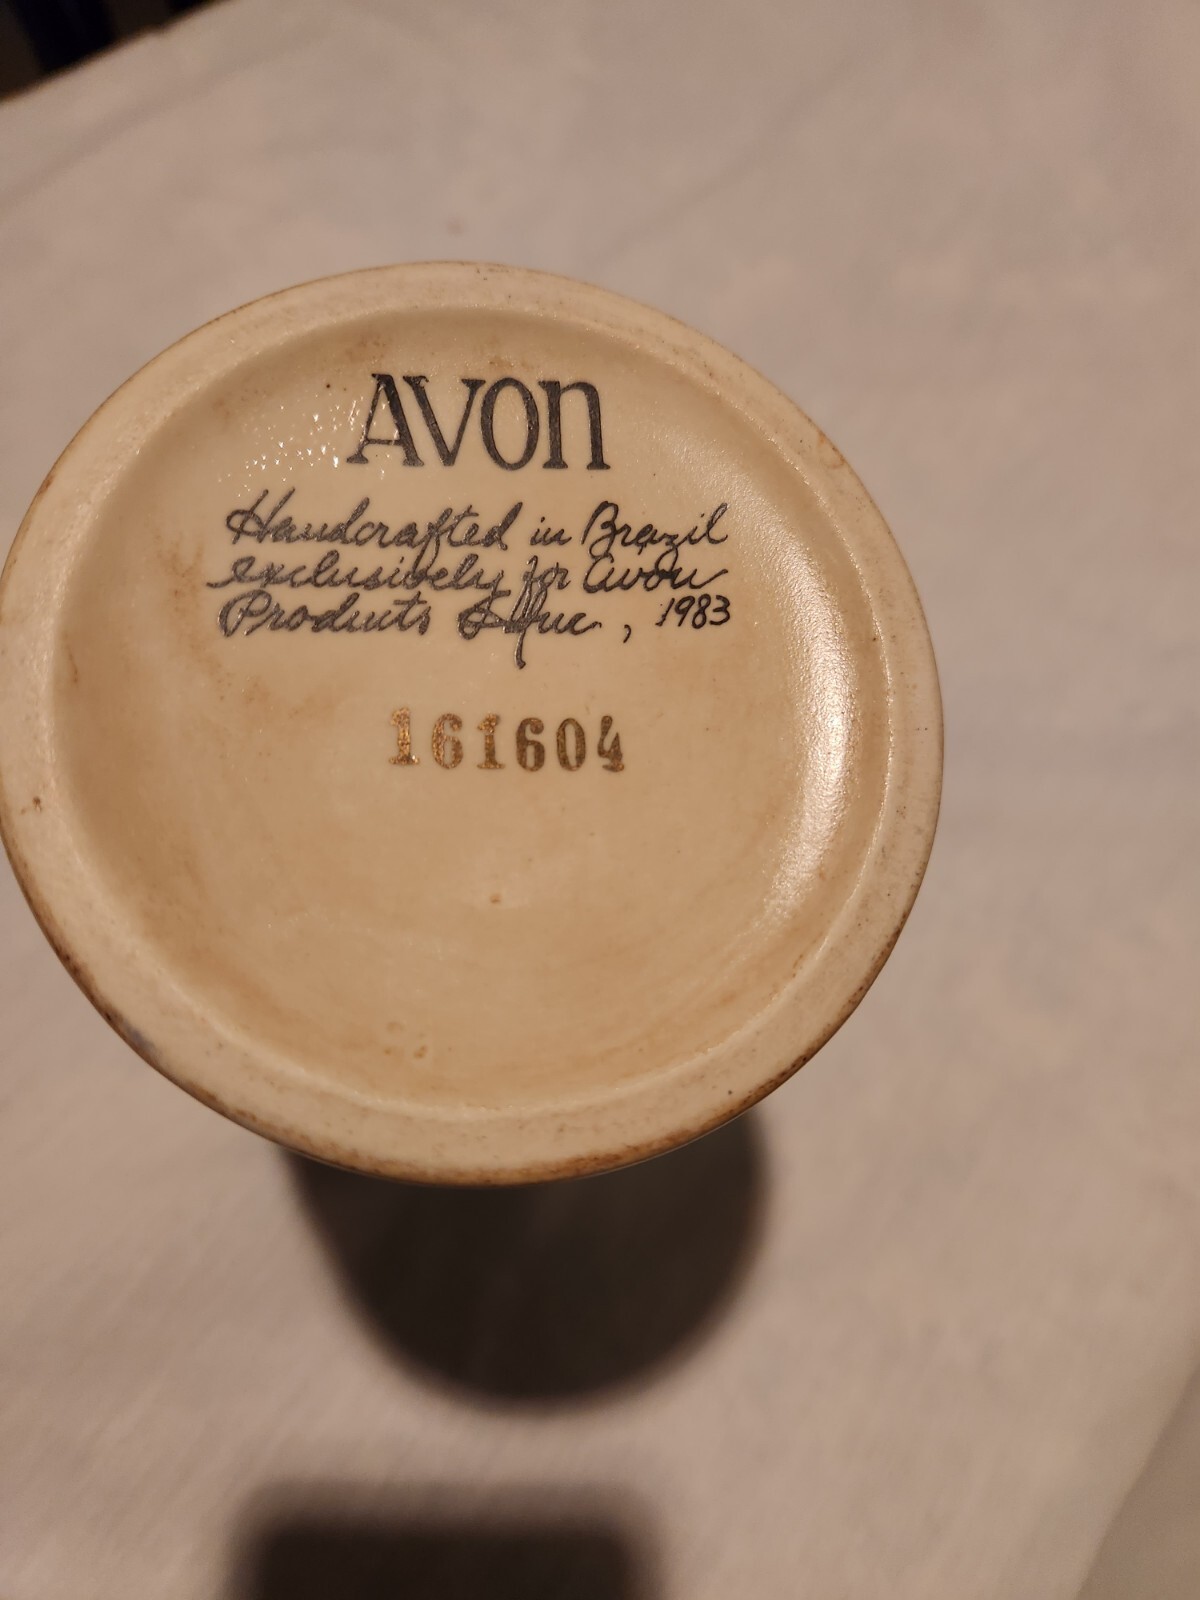 AVON
Handcrafted in Brazil
exclusively for Avon
Products Inc., 1983
161604